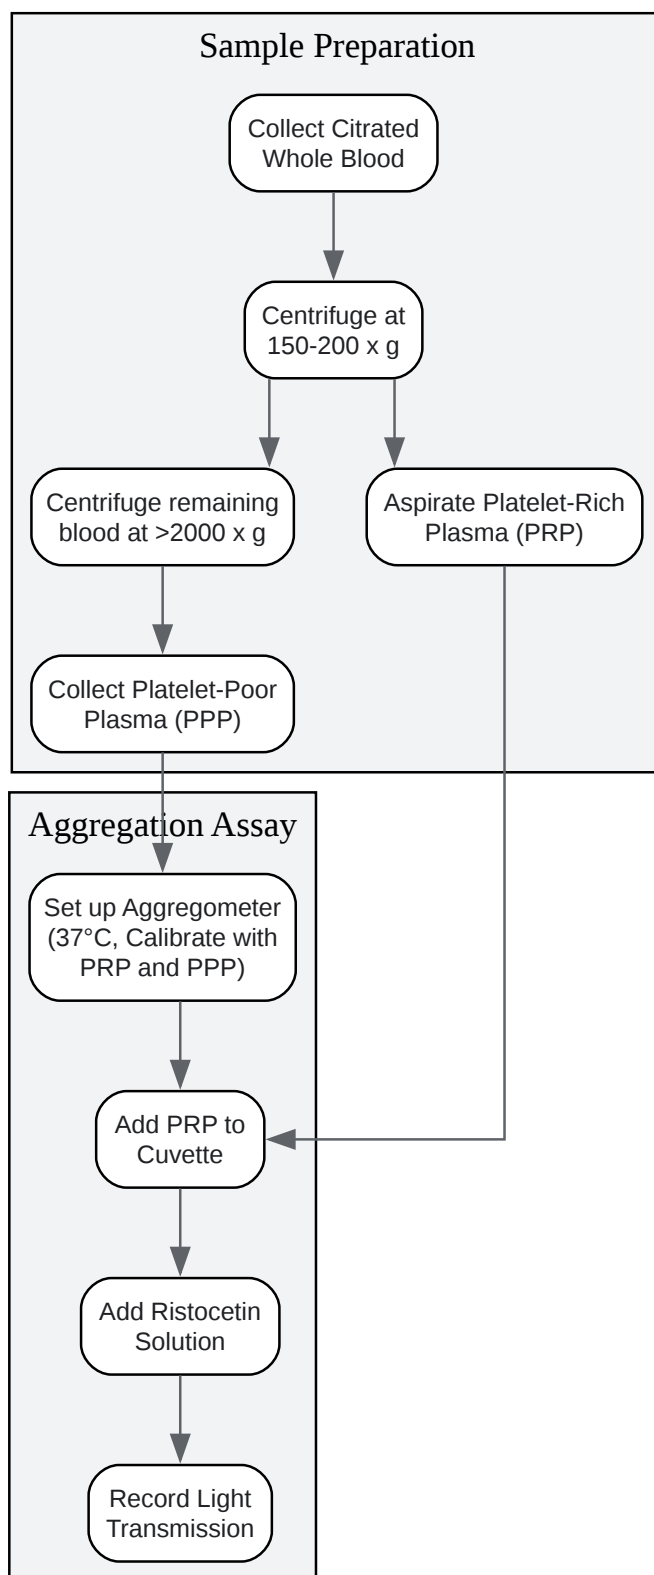 Sample Preparation
Collect Citrated
Whole Blood
Centrifuge at
150-200 x g
Centrifuge remaining
blood at >2000 x g
Aspirate Platelet-Rich
Plasma (PRP)
Collect Platelet-Poor
Plasma (PPP)
Aggregation Assay
Set up Aggregometer
(37°C, Calibrate with
PRP and PPP)
Add PRP to
Cuvette
Add Ristocetin
Solution
Record Light
Transmission